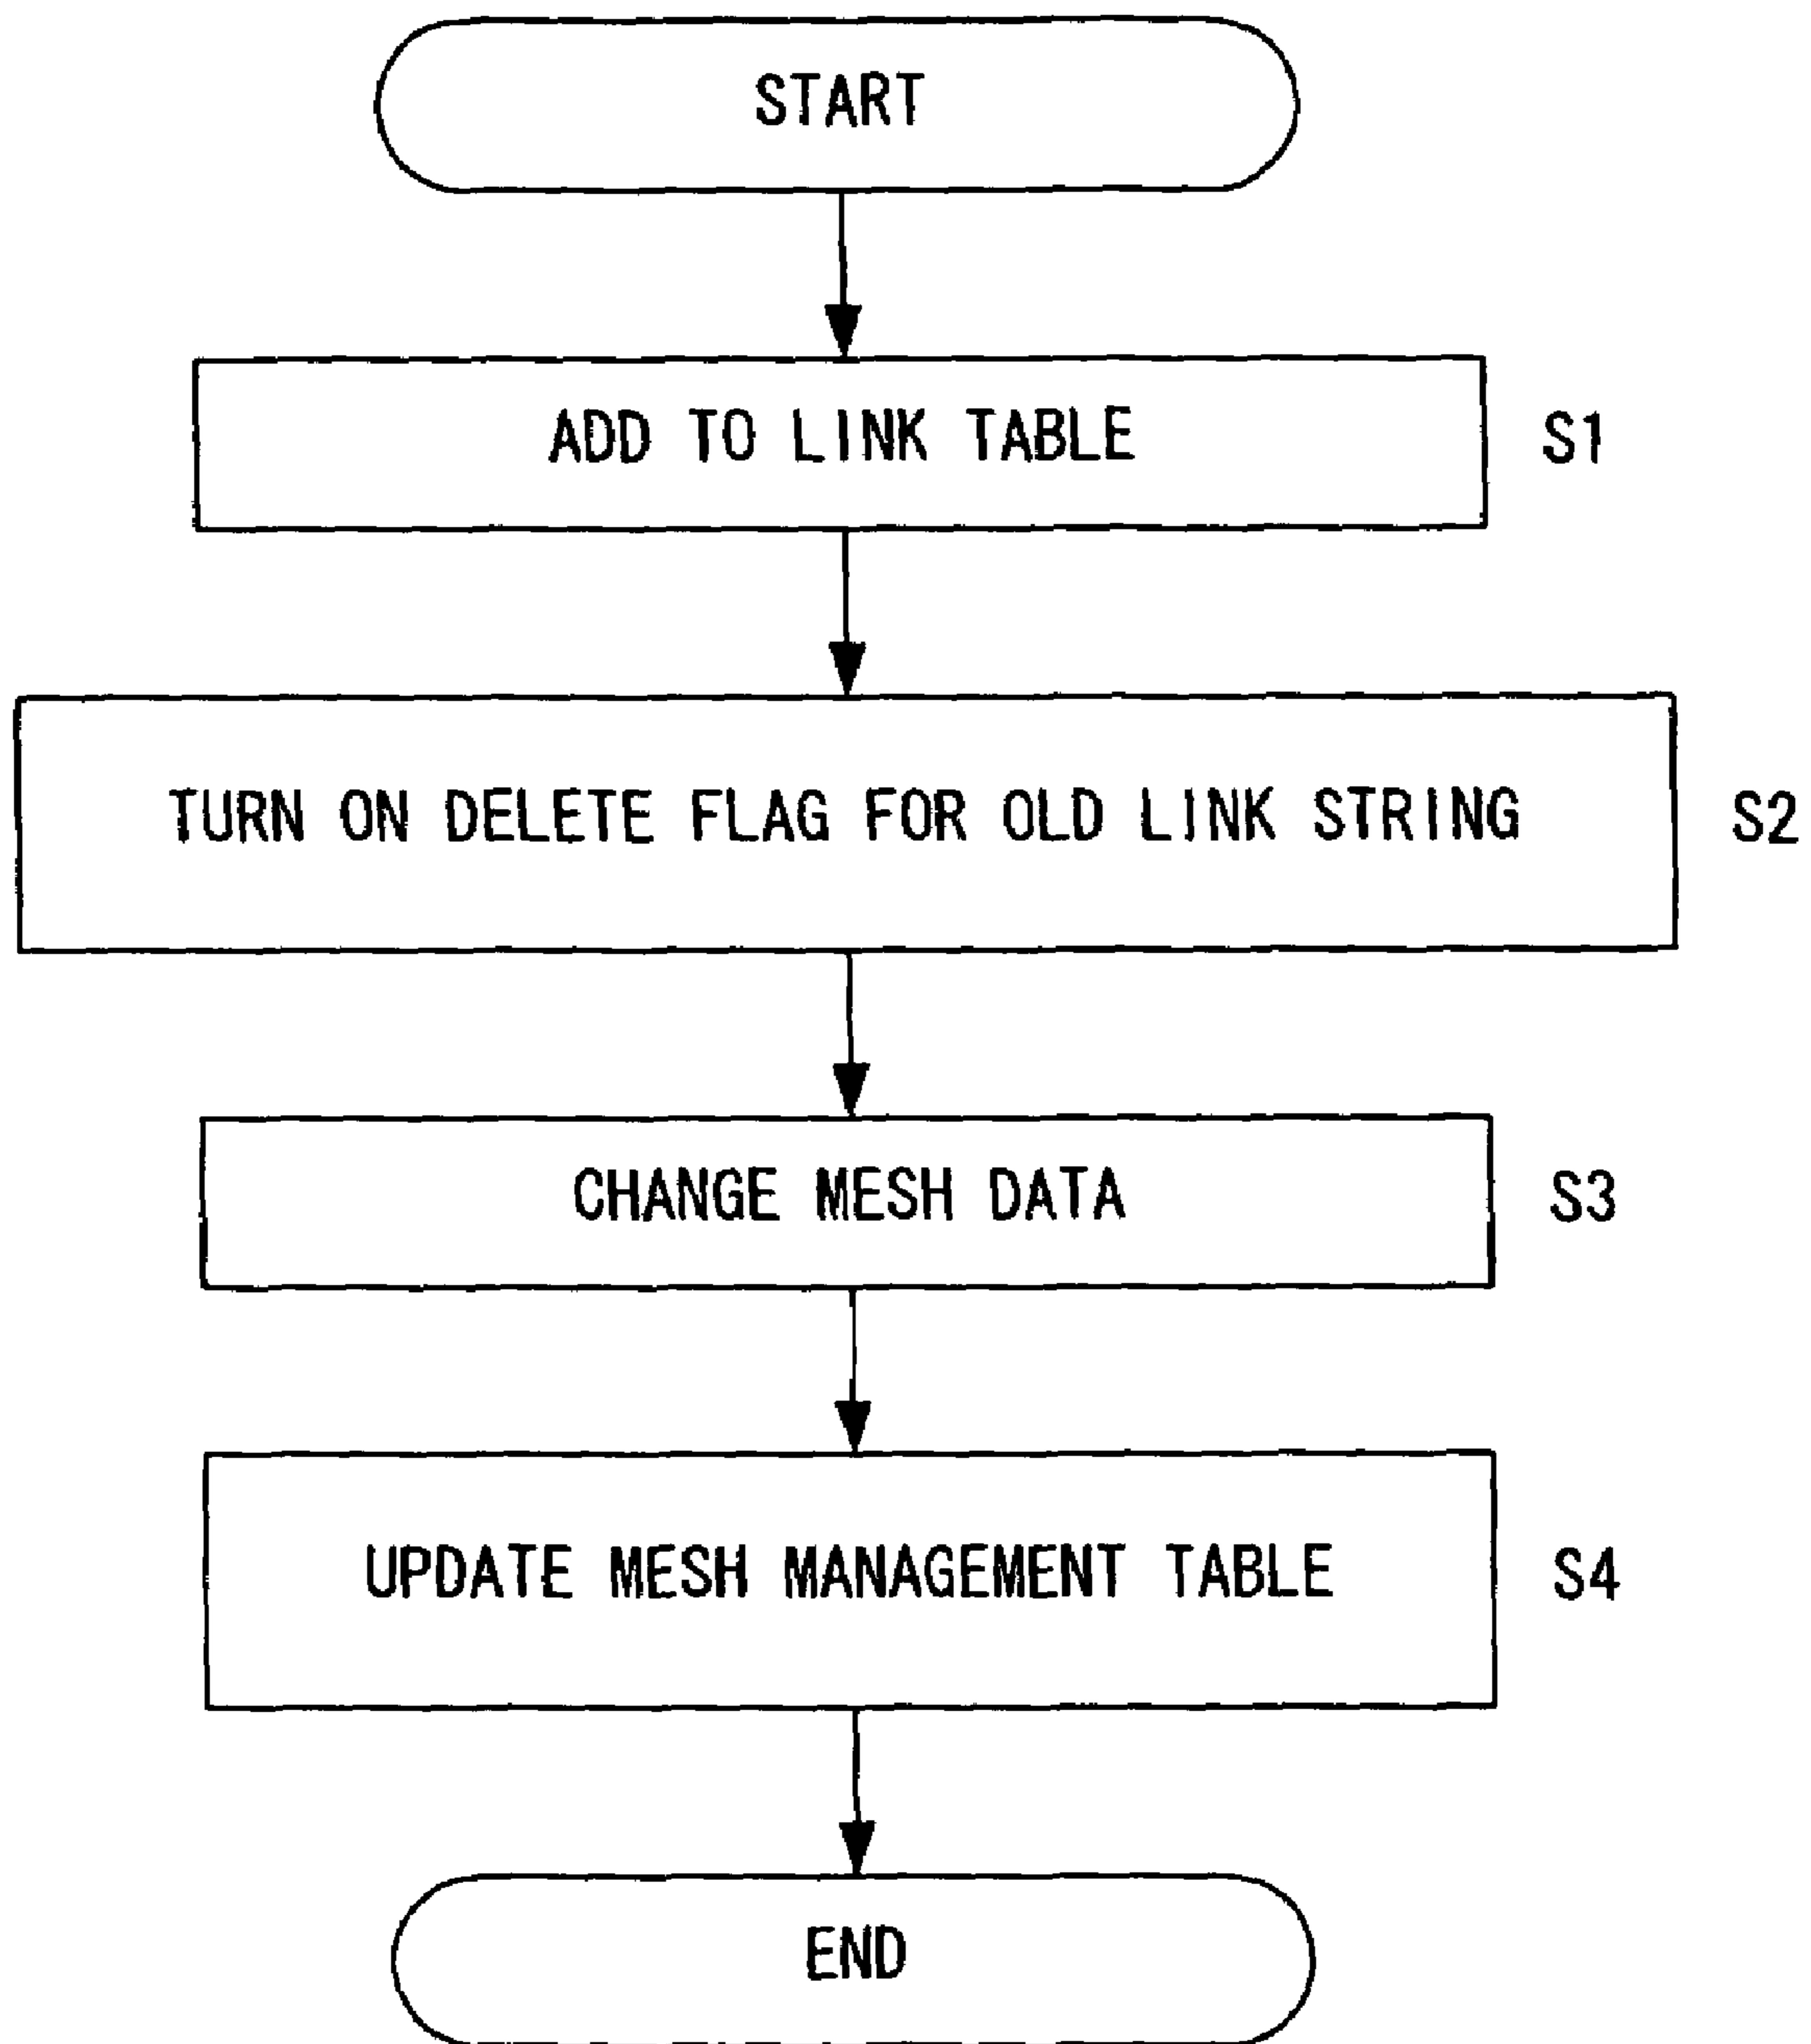 START
ADD TO LINK TABLE S1
TURN ON DELETE FLAG FOR OLD LINK STRING S2
CHANGE MESH DATA S3
UPDATE MESH MANAGEMENT TABLE S4
END